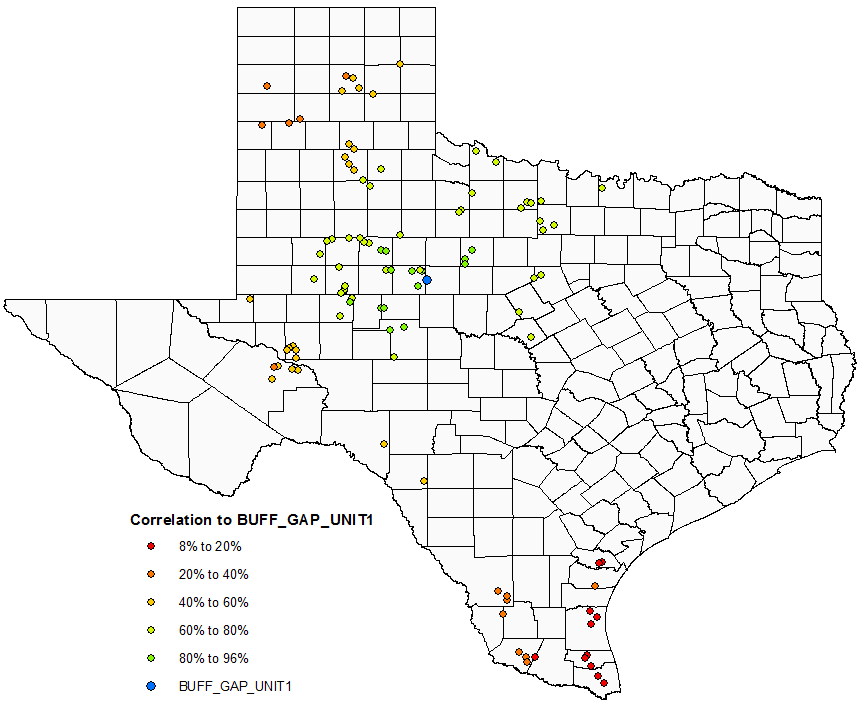 Correlation to BUFF_GAP_UNIT1
8% to 20%
20% to 40%
40% to 60%
60% to 80%
80% to 96%
BUFF_GAP_UNIT1